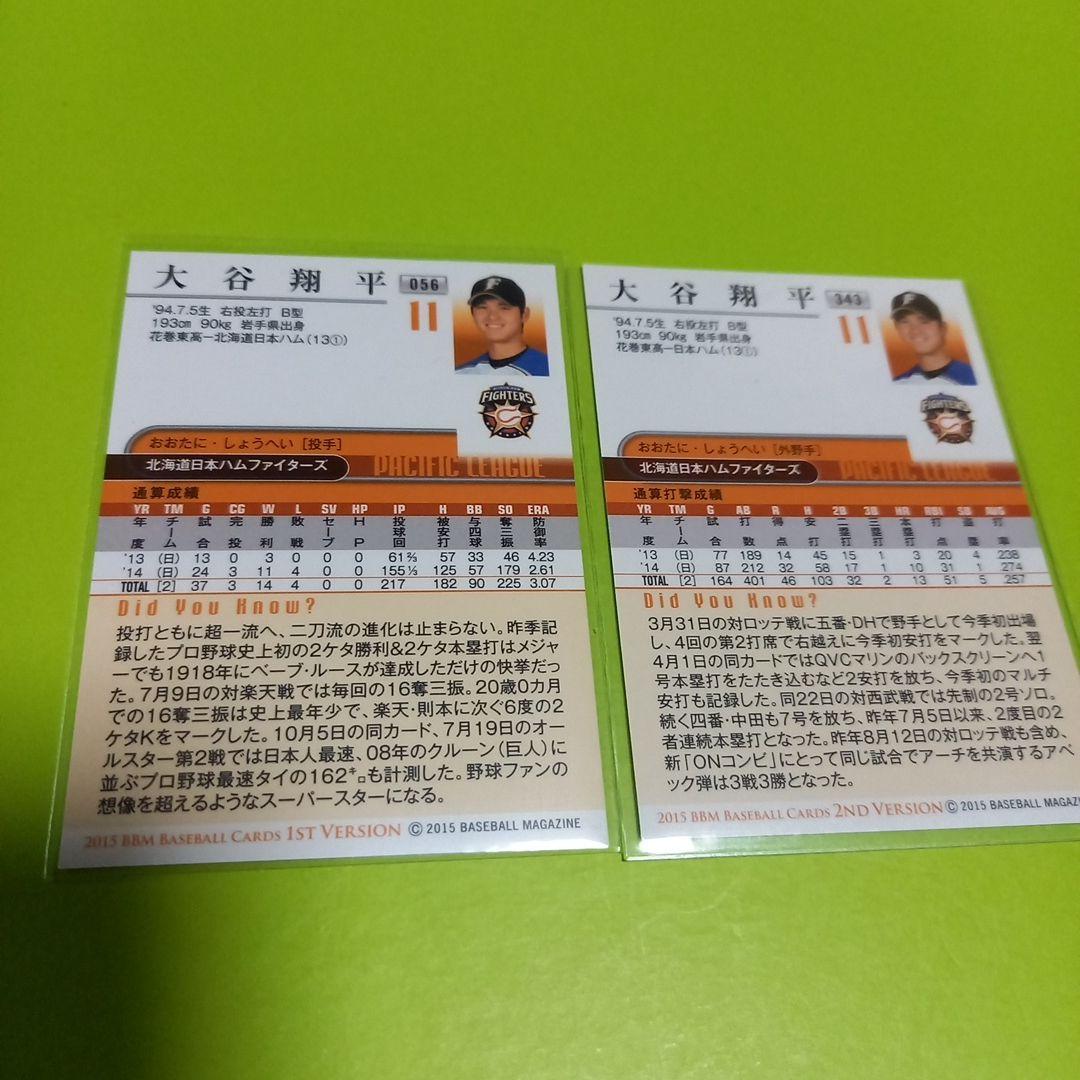 大谷翔平 056
'94.7.5生 右投左打 B型
193cm 90kg 岩手県出身
花巻東高ー北海道日本ハム(13①)
11
FIGHTERS
おおたに・しょうへい [投手]
北海道日本ハムファイターズ PACIFIC LEAGUE
通算成績
YR TM G CG W L SV HP IP H BB SO ERA
年度 チーム 試合 完投 勝利 敗戦 セーブ HP 投球回 被安打 与四球 奪三振 防御率
'13 (日) 13 0 3 0 0 0 61⅔ 57 33 46 4.23
'14 (日) 24 3 11 4 0 0 155⅓ 125 57 179 2.61
TOTAL [2] 37 3 14 4 0 0 217 182 90 225 3.07
Did You Know?
投打ともに超一流へ、二刀流の進化は止まらない。昨季記
録したプロ野球史上初の2ケタ勝利&2ケタ本塁打はメジャ
ーでも1918年にベーブ・ルースが達成しただけの快挙だっ
た。7月9日の対楽天戦では毎回の16奪三振。20歳0カ月
での16奪三振は史上最年少で、楽天・則本に次ぐ6度の2
ケタKをマークした。10月5日の同カード、7月19日のオール
スター第2戦では日本人最速、08年のクルーン(巨人)に
並ぶプロ野球最速タイの162㌔も計測した。野球ファンの
想像を超えるようなスーパースターになる。
2015 BBM BASEBALL CARDS 1ST VERSION © 2015 BASEBALL MAGAZINE
大谷翔平 343
'94.7.5生 右投左打 B型
193cm 90kg 岩手県出身
花巻東高ー日本ハム(13①)
11
FIGHTERS
おおたに・しょうへい [外野手]
北海道日本ハムファイターズ PACIFIC LEAGUE
通算打撃成績
YR TM G AB R H 2B 3B HR RBI SB AVG
年度 チーム 試合 打数 得点 安打 二塁打 三塁打 本塁打 打点 盗塁 打率
'13 (日) 77 189 14 45 15 1 3 20 4 238
'14 (日) 87 212 32 58 17 1 10 31 1 274
TOTAL [2] 164 401 46 103 32 2 13 51 5 257
Did You Know?
3月31日の対ロッテ戦に五番・DHで野手として今季初出場
し、4回の第2打席で右越えに今季初安打をマークした。翌
4月1日の同カードではQVCマリンのバックスクリーンへ1
号本塁打をたたき込むなど2安打を放ち、今季初のマルチ
安打も記録した。同22日の対西武戦では先制の2号ソロ。
続く四番・中田も7号を放ち、昨年7月5日以来、2度目の2
者連続本塁打となった。昨年8月12日の対ロッテ戦も含め、
新「ONコンビ」にとって同じ試合でアーチを共演するアベ
ック弾は3戦3勝となった。
2015 BBM BASEBALL CARDS 2ND VERSION © 2015 BASEBALL MAGAZ